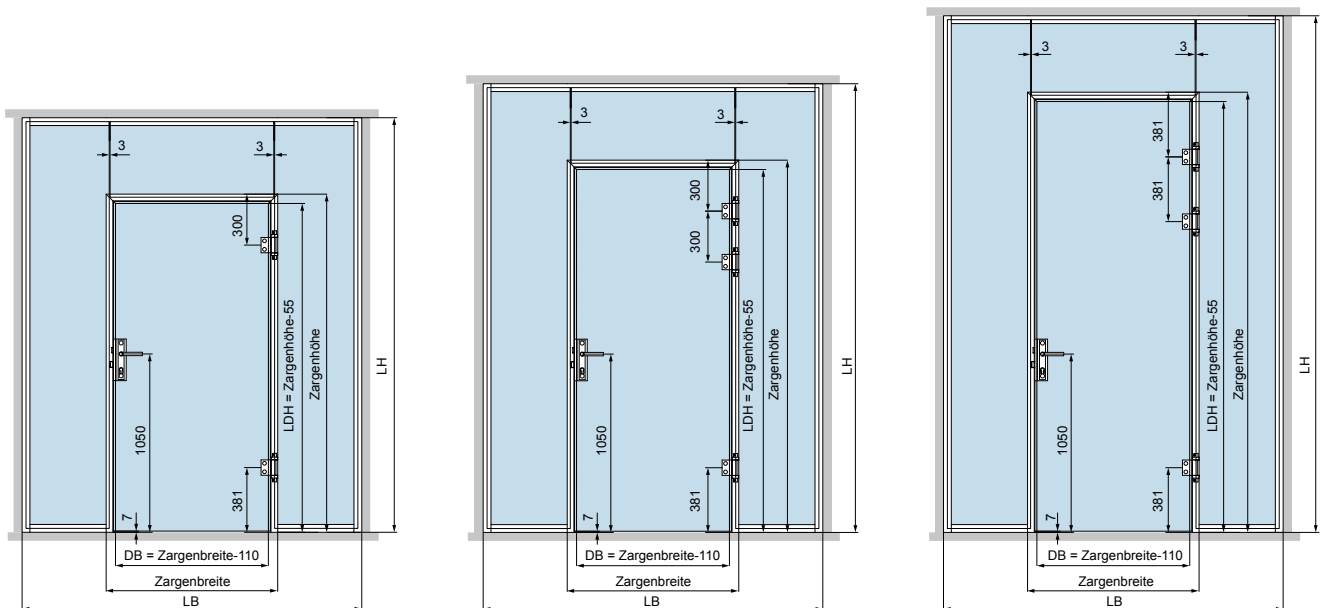 3
3
300
LDH = Zargenhöhe-55
Zargenhöhe
LH
1050
381
7
DB = Zargenbreite-110
Zargenbreite
LB
3
3
300
300
LDH = Zargenhöhe-55
Zargenhöhe
LH
1050
381
7
DB = Zargenbreite-110
Zargenbreite
LB
3
3
381
381
LDH = Zargenhöhe-55
Zargenhöhe
LH
1050
381
7
DB = Zargenbreite-110
Zargenbreite
LB